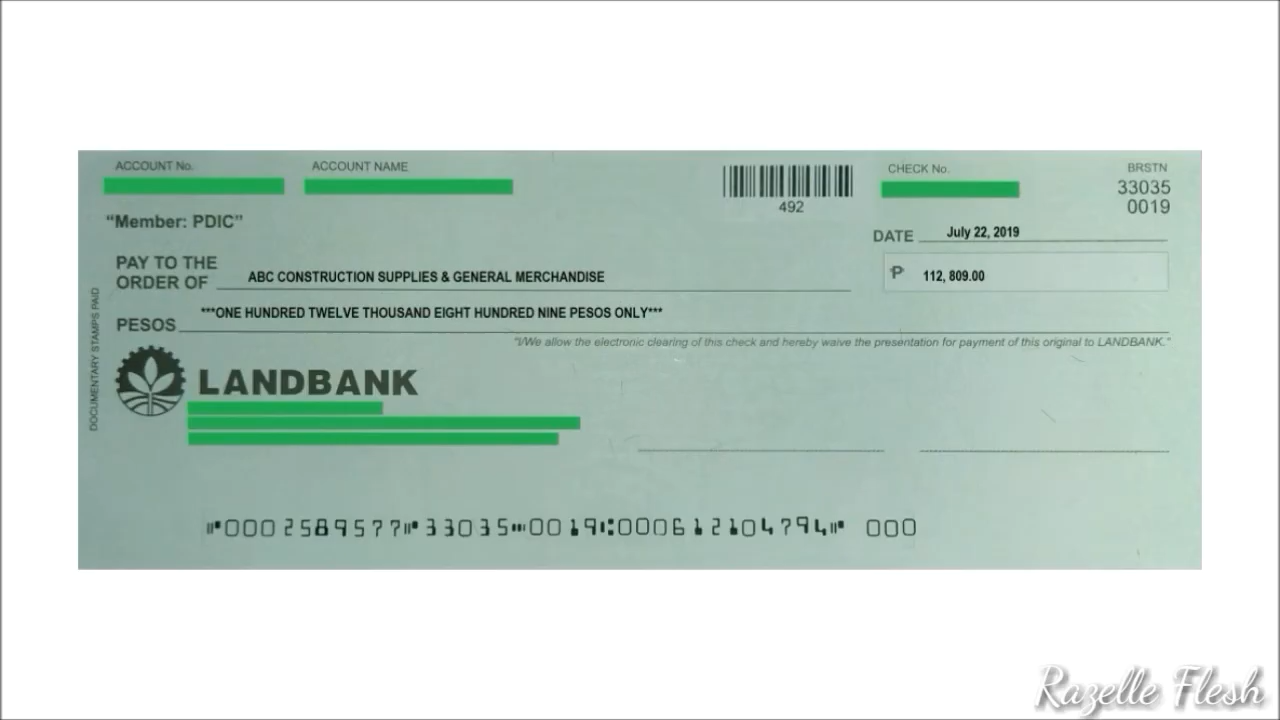 ACCOUNT No. ACCOUNT NAME CHECK No. BRSTN
33035
492 0019
"Member: PDIC"
DATE July 22, 2019
PAY TO THE
ORDER OF ABC CONSTRUCTION SUPPLIES & GENERAL MERCHANDISE ₱ 112, 809.00
PESOS ***ONE HUNDRED TWELVE THOUSAND EIGHT HUNDRED NINE PESOS ONLY***
"I/We allow the electronic clearing of this check and hereby waive the presentation for payment of this original to LANDBANK."
DOCUMENTARY STAMPS PAID
LANDBANK
⑈0002589577⑈33035⑉0019⑆000612104794⑈ 000
Razelle Flesh